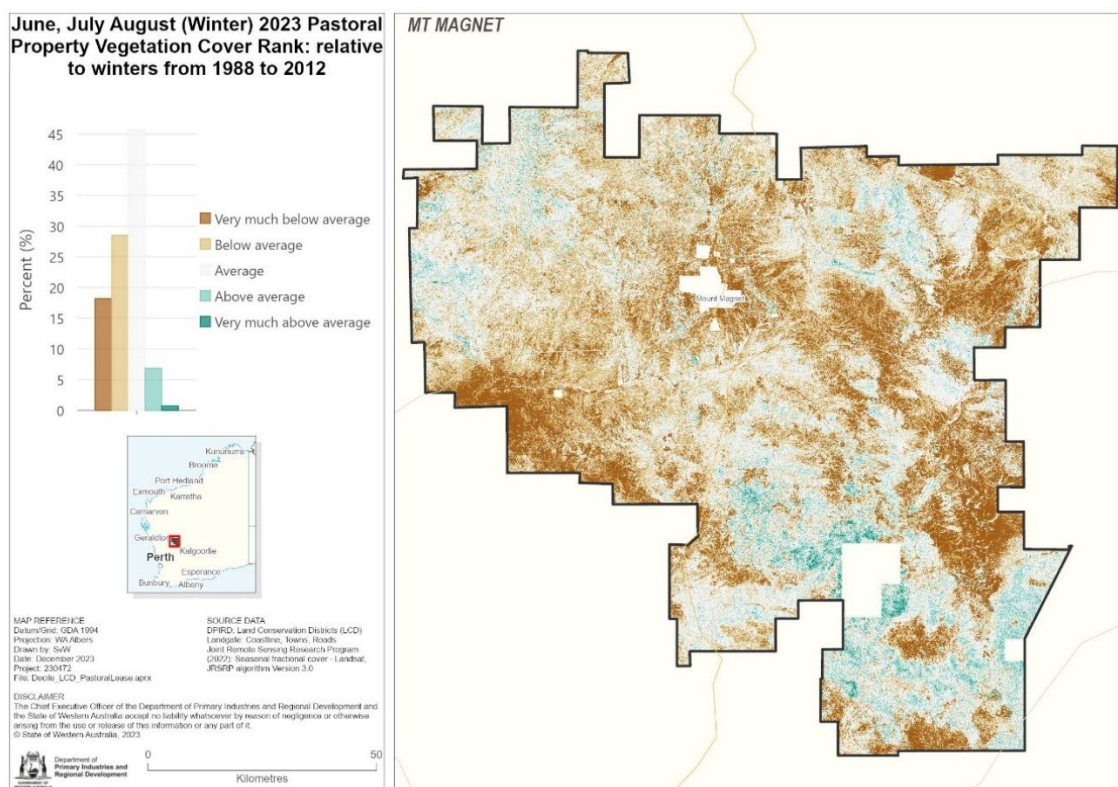 June, July August (Winter) 2023 Pastoral
Property Vegetation Cover Rank: relative
to winters from 1988 to 2012
Percent (%)
45
40
35
30
25
20
15
10
5
0
Very much below average
Below average
Average
Above average
Very much above average
Kununurra
Broome
Port Hedland
Exmouth
Karratha
Carnarvon
Geraldton
Kalgoorlie
Perth
Esperance
Bunbury
Albany
MAP REFERENCE
Datum/Grid: GDA 1994
Projection: WA Albers
Drawn by: SvW
Date: December 2023
Project: 230472
File: Decile_LCD_PastoralLease.aprx
SOURCE DATA
DPIRD: Land Conservation Districts (LCD)
Landgate: Coastline, Towns, Roads
Joint Remote Sensing Research Program
(2022): Seasonal fractional cover - Landsat,
JRSRP algorithm Version 3.0
DISCLAIMER
The Chief Executive Officer of the Department of Primary Industries and Regional Development and
the State of Western Australia accept no liability whatsoever by reason of negligence or otherwise
arising from the use or release of this information or any part of it.
© State of Western Australia, 2023
Department of
Primary Industries and
Regional Development
0
50
Kilometres
MT MAGNET
Mount Magnet